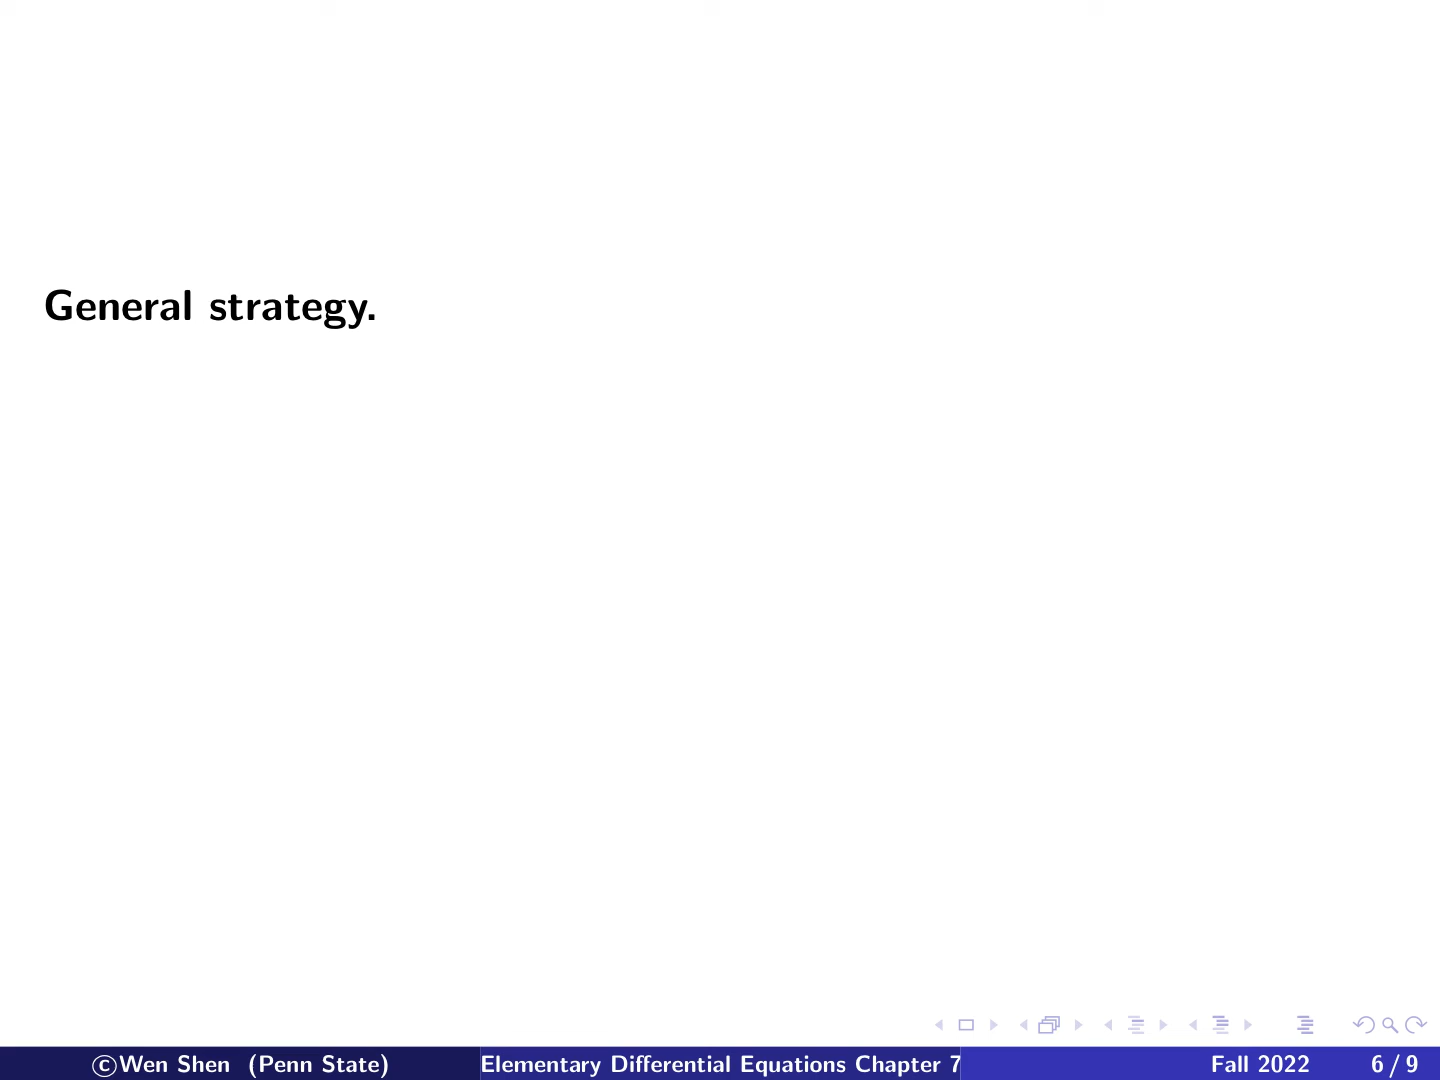 General strategy.
©Wen Shen (Penn State) Elementary Differential Equations Chapter 7 Fall 2022 6 / 9